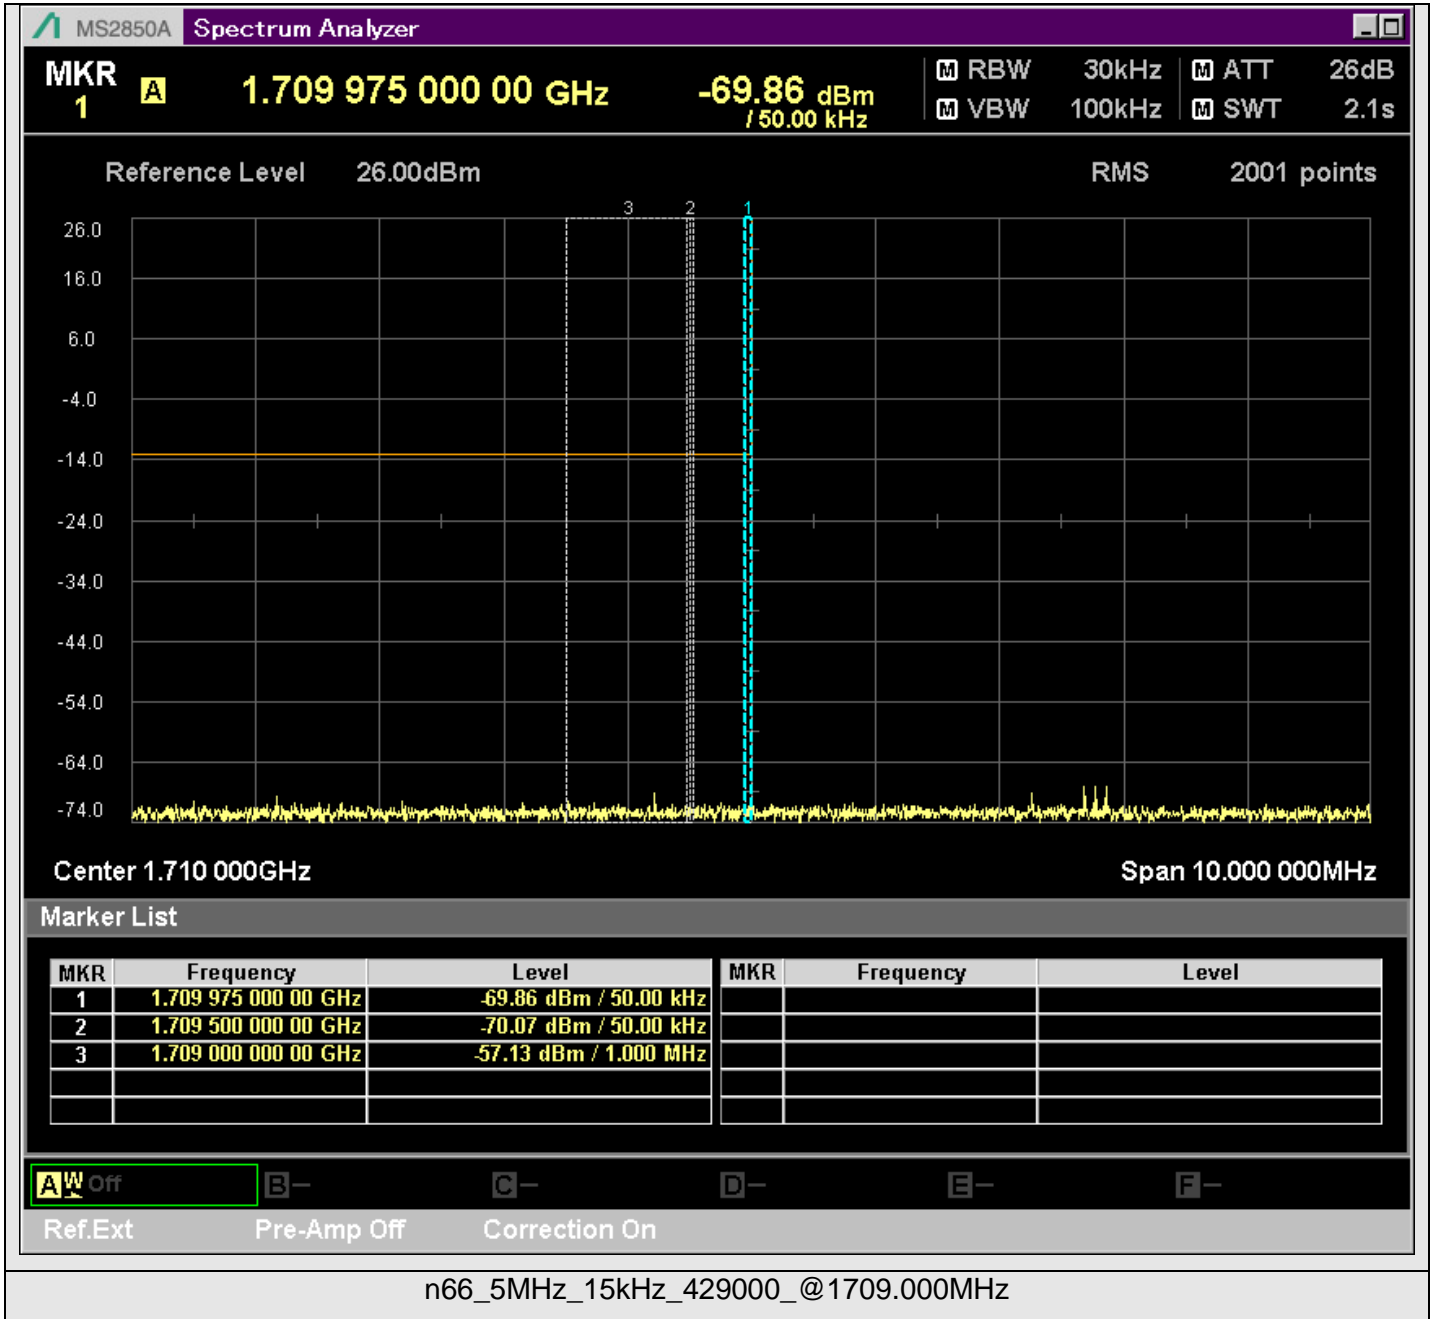 MS2850A Spectrum Analyzer
MKR 1 A 1.709 975 000 00 GHz -69.86 dBm / 50.00 kHz
M RBW 30kHz M ATT 26dB
M VBW 100kHz M SWT 2.1s
Reference Level 26.00dBm RMS 2001 points
3 2 1
26.0
16.0
6.0
-4.0
-14.0
-24.0
-34.0
-44.0
-54.0
-64.0
-74.0
Center 1.710 000GHz Span 10.000 000MHz
Marker List
MKR Frequency Level MKR Frequency Level
1 1.709 975 000 00 GHz -69.86 dBm / 50.00 kHz
2 1.709 500 000 00 GHz -70.07 dBm / 50.00 kHz
3 1.709 000 000 00 GHz -57.13 dBm / 1.000 MHz
A W Off B – C – D – E – F –
Ref.Ext Pre-Amp Off Correction On
n66_5MHz_15kHz_429000_@1709.000MHz